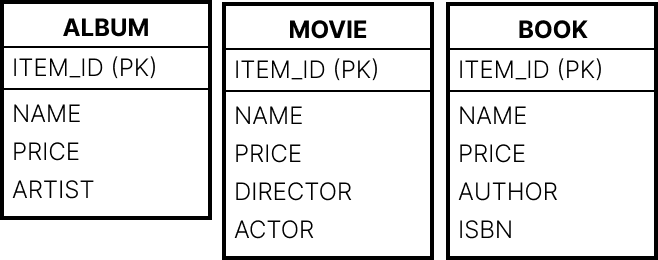 ALBUM
ITEM_ID (PK)
NAME
PRICE
ARTIST
MOVIE
ITEM_ID (PK)
NAME
PRICE
DIRECTOR
ACTOR
BOOK
ITEM_ID (PK)
NAME
PRICE
AUTHOR
ISBN